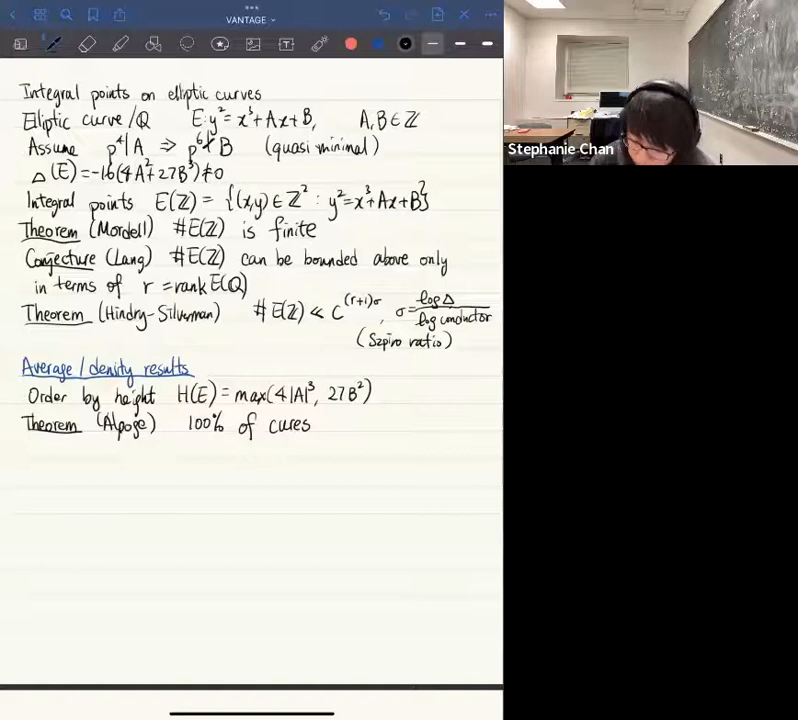 VANTAGE
Integral points on elliptic curves
Elliptic curve/Q E: y² = x³+Ax+B, A,B∈ℤ
Assume p⁴|A ⇒ p⁶∤B (quasi minimal)
Δ(E)=-16(4A³+27B²)≠0
Integral points E(ℤ) = {(x,y) ∈ ℤ² : y²=x³+Ax+B}
Theorem (Mordell) #E(ℤ) is finite
Conjecture (Lang) #E(ℤ) can be bounded above only
in terms of r = rank E(Q)
Theorem (Hindry-Silverman) #E(ℤ) ≪ C^{(r+1)σ}, σ = log Δ / log conductor
(Szpiro ratio)
Average/density results
Order by height H(E) = max(4|A|³, 27B²)
Theorem (Alpoge) 100% of cures
Stephanie Chan